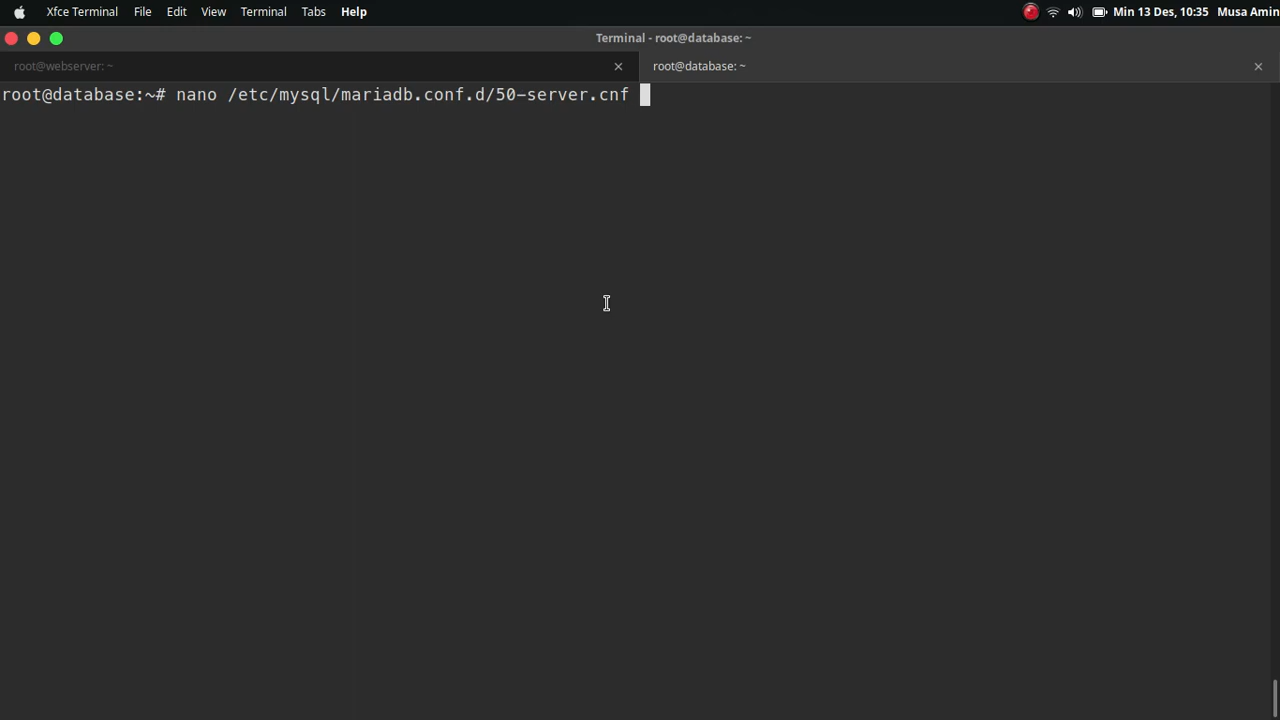 Xfce Terminal File Edit View Terminal Tabs Help Min 13 Des, 10:35 Musa Amin
Terminal - root@database: ~
root@webserver: ~ root@database: ~
root@database:~# nano /etc/mysql/mariadb.conf.d/50-server.cnf